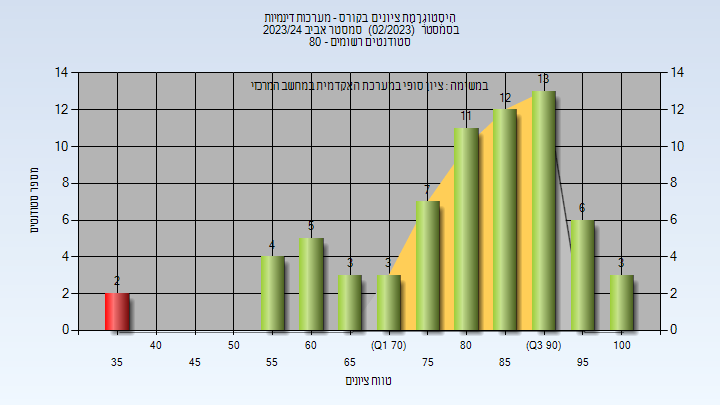 היסטוגרמת ציונים בקורס - מערכות דינמיות
בסמסטר (02/2023) סמסטר אביב 2023/24
סטודנטים רשומים - 80
במשימה : ציון סופי במערכת האקדמית במחשב המרכזי
14 14
12 12
10 10
8 8
6 6
4 4
2 2
0 0
2 4 5 3 3 7 11 12 13 6 3
מספר סטודנטים
40 50 60 (Q1 70) 80 (Q3 90) 100
35 45 55 65 75 85 95
טווח ציונים